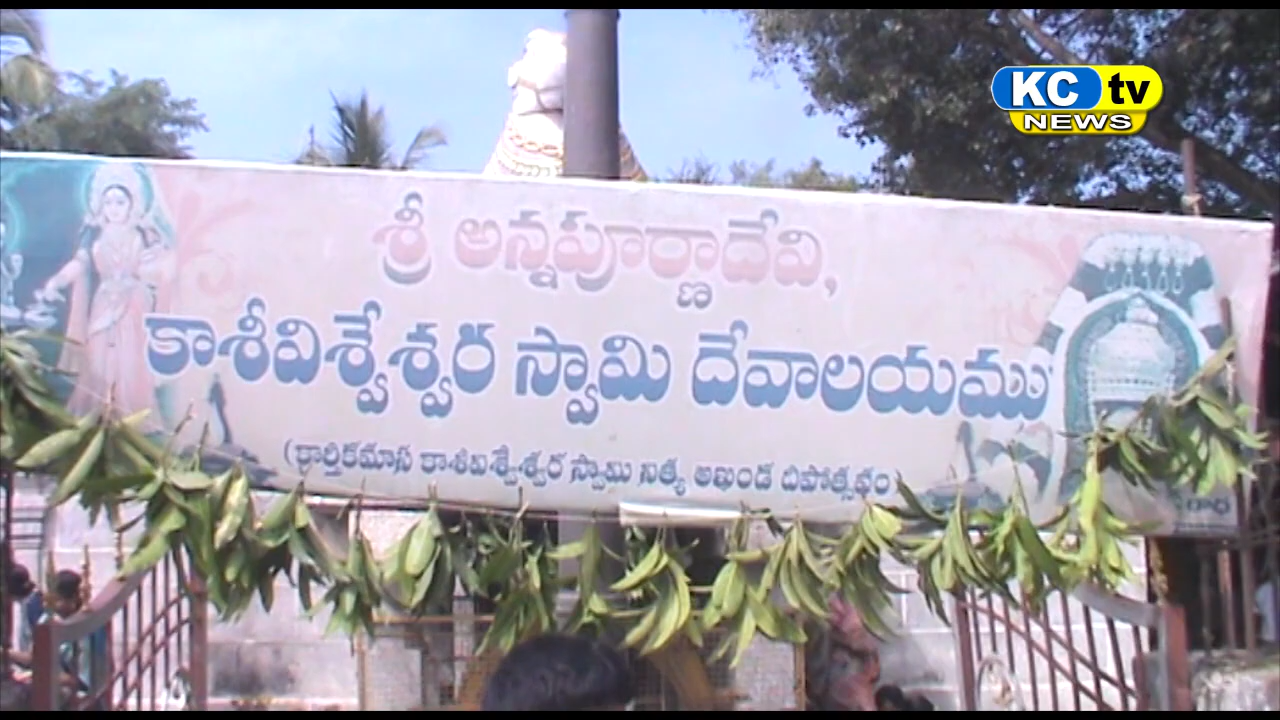 KC tv
NEWS
శ్రీ అన్నపూర్ణాదేవి,
కాశీవిశ్వేశ్వర స్వామి దేవాలయము
(కార్తికమాస కాశీవిశ్వేశ్వర స్వామి నిత్య అఖండ దీపోత్సవం)